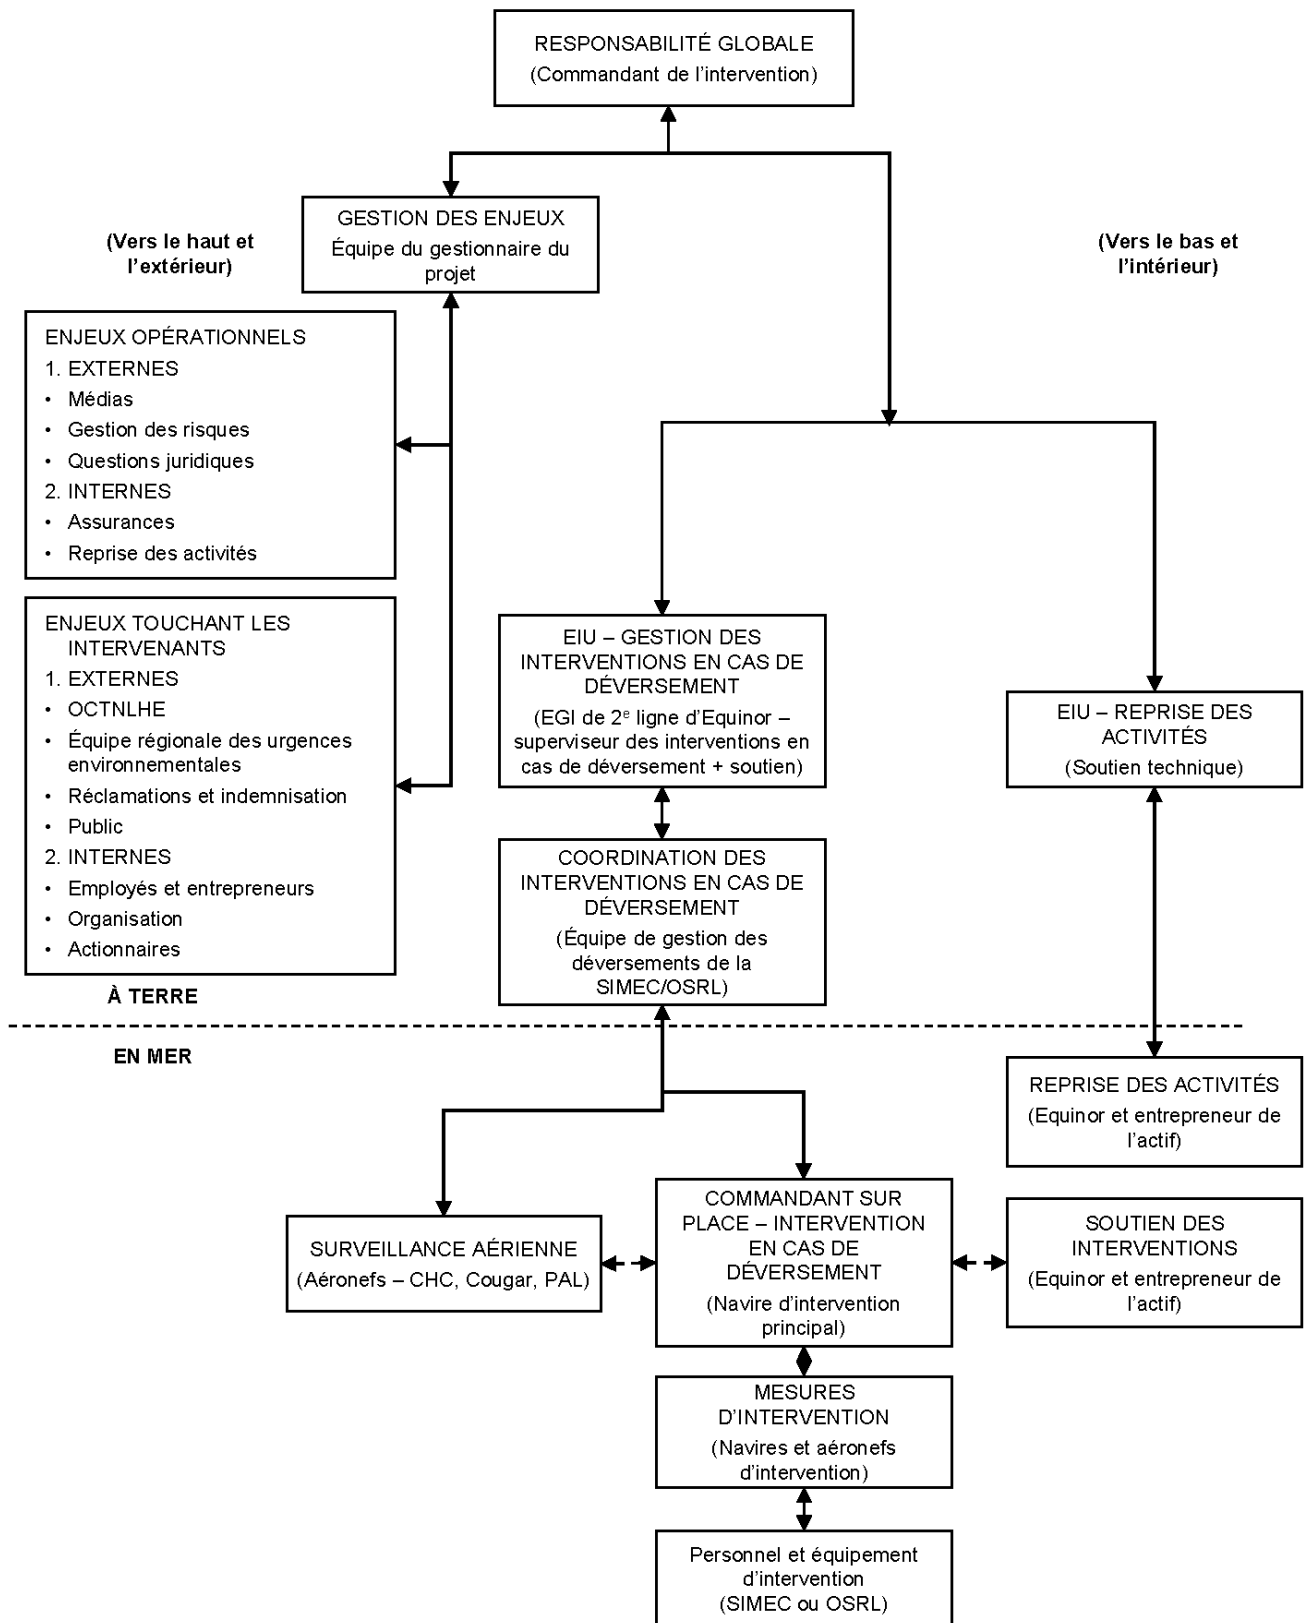 RESPONSABILITÉ GLOBALE
(Commandant de l'intervention)
GESTION DES ENJEUX
Équipe du gestionnaire du
projet
(Vers le haut et
l'extérieur)
(Vers le bas et
l'intérieur)
ENJEUX OPÉRATIONNELS
1. EXTERNES
• Médias
• Gestion des risques
• Questions juridiques
2. INTERNES
• Assurances
• Reprise des activités
ENJEUX TOUCHANT LES
INTERVENANTS
1. EXTERNES
• OCTNLHE
• Équipe régionale des urgences
environnementales
• Réclamations et indemnisation
• Public
2. INTERNES
• Employés et entrepreneurs
• Organisation
• Actionnaires
EIU – GESTION DES
INTERVENTIONS EN CAS DE
DÉVERSEMENT
(EGI de 2e ligne d'Equinor –
superviseur des interventions en
cas de déversement + soutien)
EIU – REPRISE DES
ACTIVITÉS
(Soutien technique)
COORDINATION DES
INTERVENTIONS EN CAS DE
DÉVERSEMENT
(Équipe de gestion des
déversements de la
SIMEC/OSRL)
À TERRE
EN MER
REPRISE DES ACTIVITÉS
(Equinor et entrepreneur de
l'actif)
SURVEILLANCE AÉRIENNE
(Aéronefs – CHC, Cougar, PAL)
COMMANDANT SUR
PLACE – INTERVENTION
EN CAS DE
DÉVERSEMENT
(Navire d'intervention
principal)
SOUTIEN DES
INTERVENTIONS
(Equinor et entrepreneur de
l'actif)
MESURES
D'INTERVENTION
(Navires et aéronefs
d'intervention)
Personnel et équipement
d'intervention
(SIMEC ou OSRL)